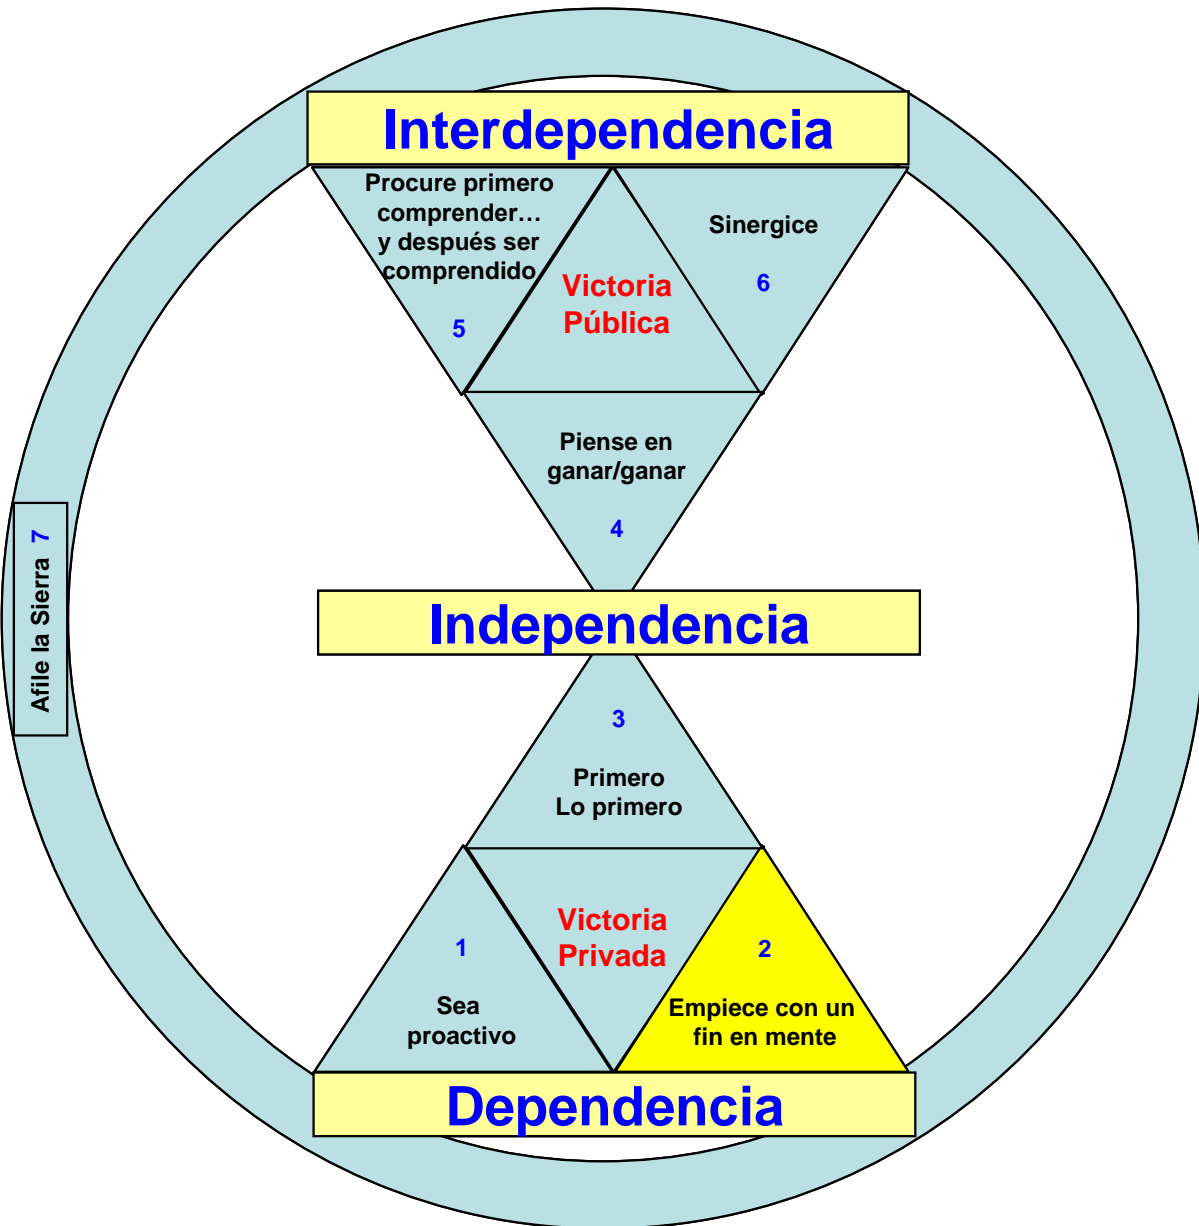 Interdependencia
Procure primero
comprender…
y después ser
comprendido
5
Victoria
Pública
Sinergice
6
Piense en
ganar/ganar
4
Afile la Sierra 7
Independencia
3
Primero
Lo primero
1
Sea
proactivo
Victoria
Privada
2
Empiece con un
fin en mente
Dependencia